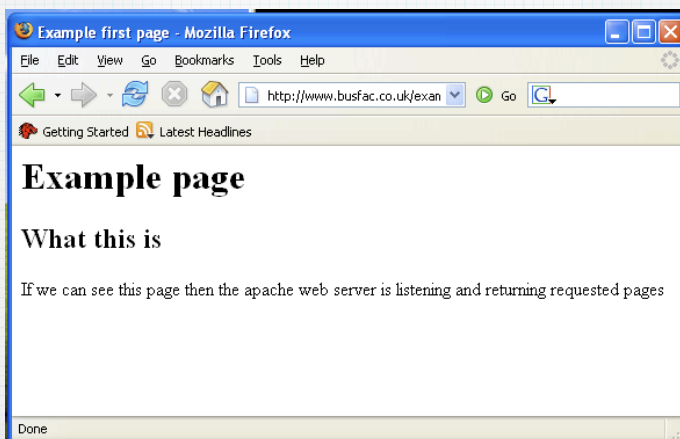 Example first page - Mozilla Firefox
File Edit View Go Bookmarks Tools Help
http://www.busfac.co.uk/exan Go G
Getting Started Latest Headlines
Example page
What this is
If we can see this page then the apache web server is listening and returning requested pages
Done